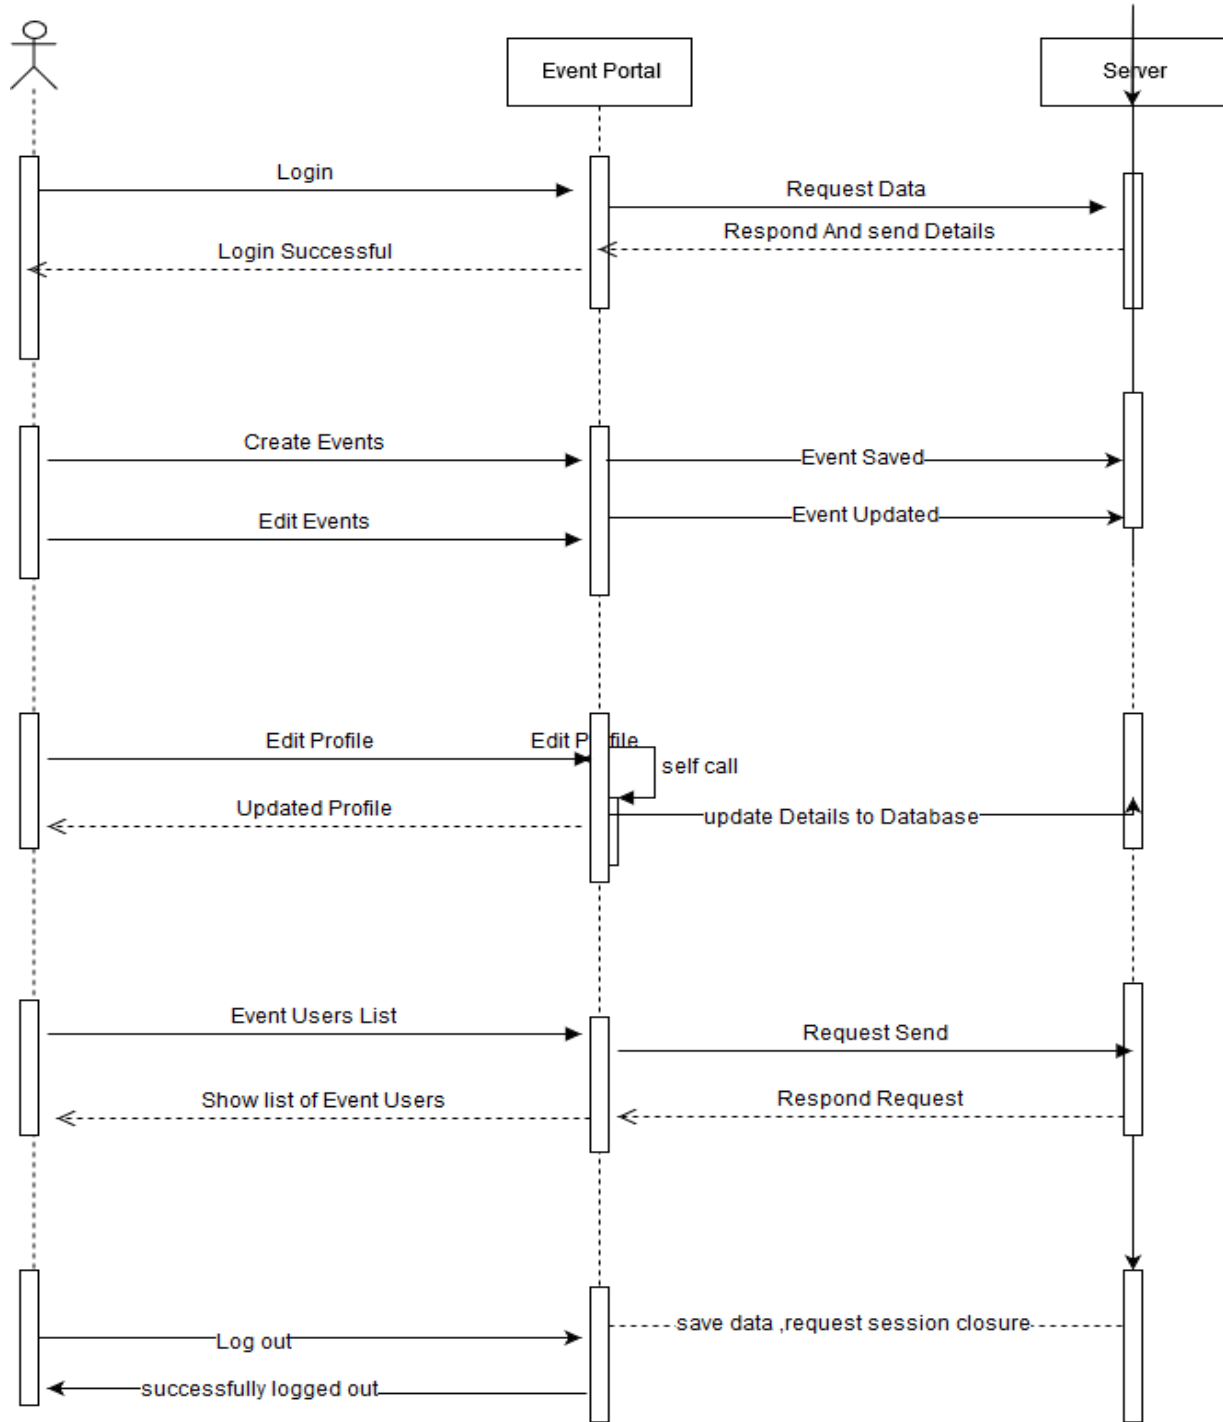 Event Portal
Server
Login
Request Data
Respond And send Details
Login Successful
Create Events
Event Saved
Event Updated
Edit Events
Edit Profile
Edit Profile
self call
Updated Profile
update Details to Database
Event Users List
Request Send
Show list of Event Users
Respond Request
save data ,request session closure
Log out
successfully logged out